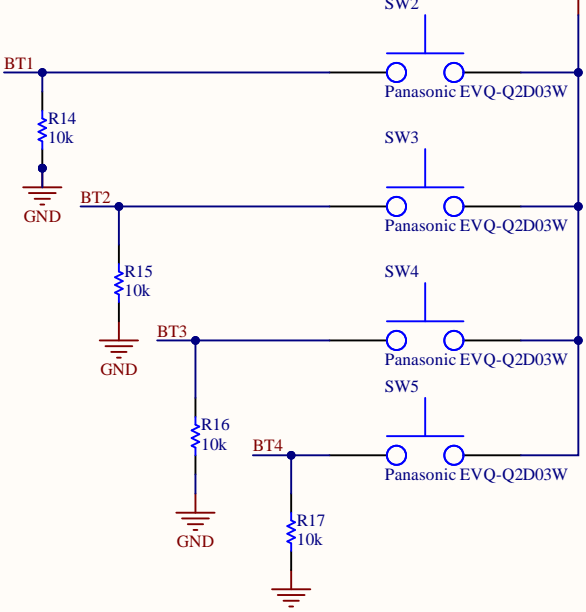 SW2
BT1
Panasonic EVQ-Q2D03W
R14
10k
SW3
BT2
GND
Panasonic EVQ-Q2D03W
R15
10k
SW4
BT3
Panasonic EVQ-Q2D03W
GND
SW5
R16
10k
BT4
Panasonic EVQ-Q2D03W
R17
10k
GND